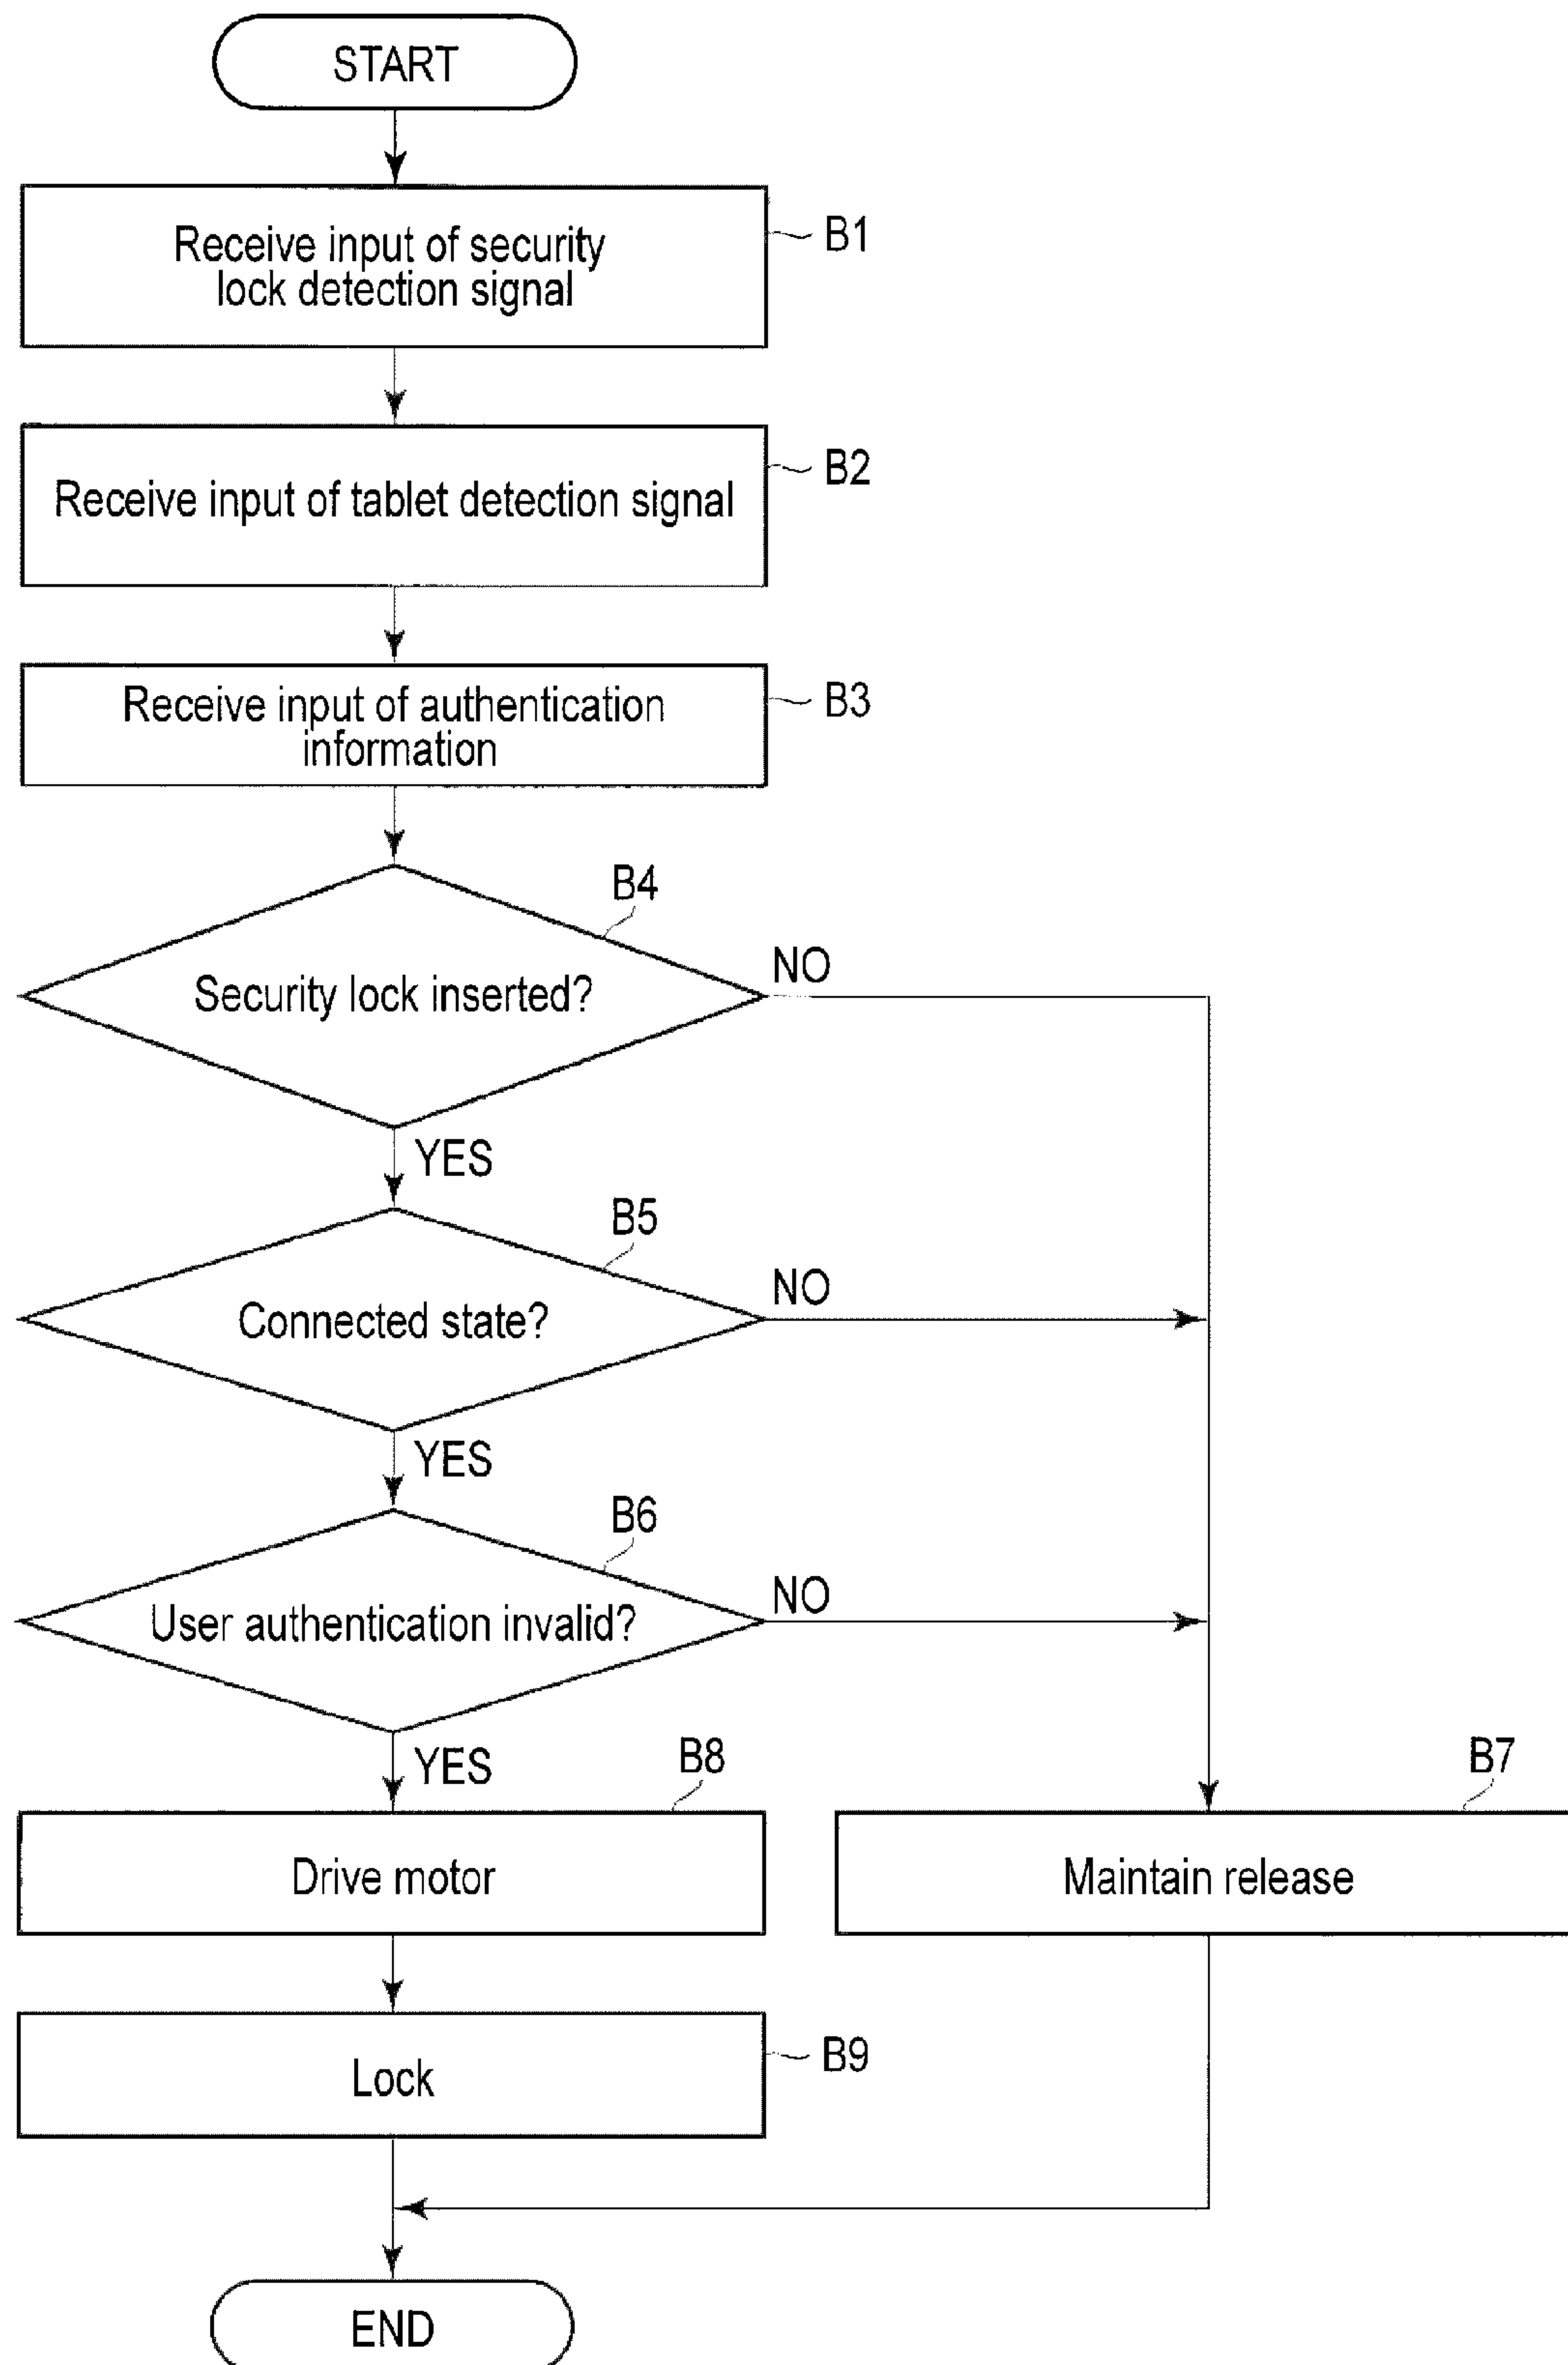 START
Receive input of security
lock detection signal
B1
Receive input of tablet detection signal
B2
Receive input of authentication
information
B3
B4
Security lock inserted?
NO
YES
B5
Connected state?
NO
YES
B6
User authentication invalid?
NO
YES
B8
B7
Drive motor
Maintain release
Lock
B9
END